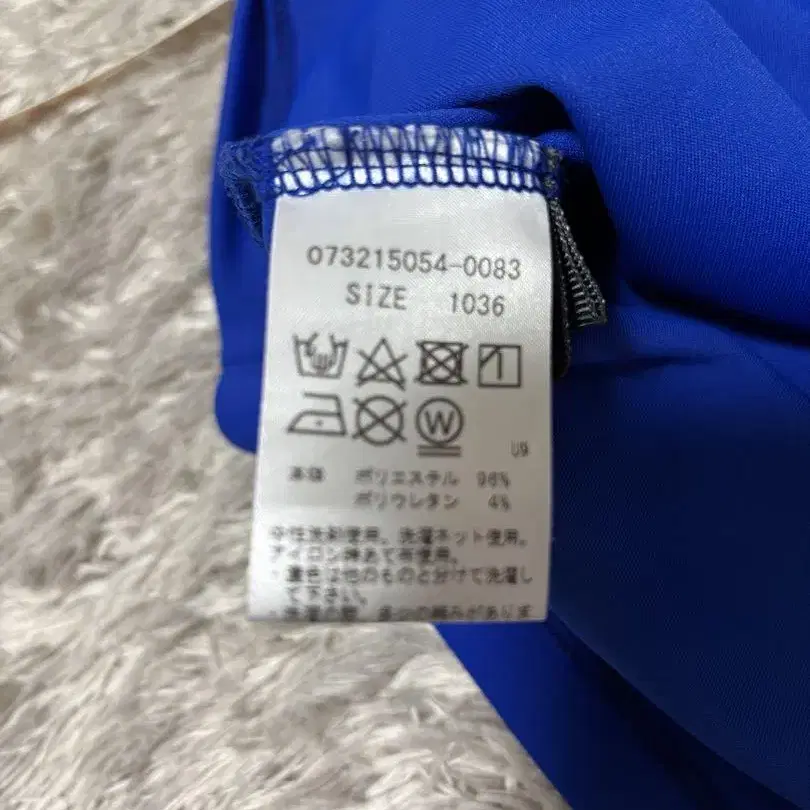 073215054-0083
SIZE 1036
W
U9
本体 ポリエステル 96%
ポリウレタン 4%
中性洗剤使用。洗濯ネット使用。
アイロン時あて布使用。
・濃色は他のものと分けて洗濯し
て下さい。